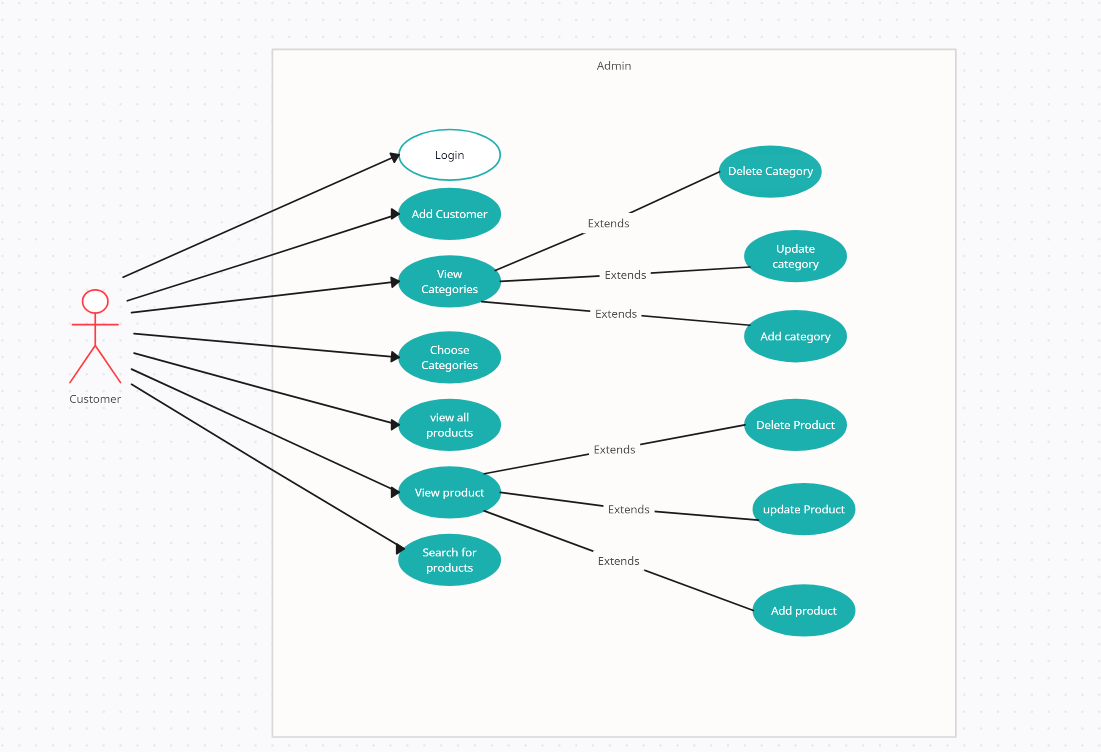 Admin
Login
Add Customer
View
Categories
Choose
Categories
view all
products
View product
Search for
products
Customer
Extends
Extends
Extends
Extends
Extends
Extends
Delete Category
Update
category
Add category
Delete Product
update Product
Add product